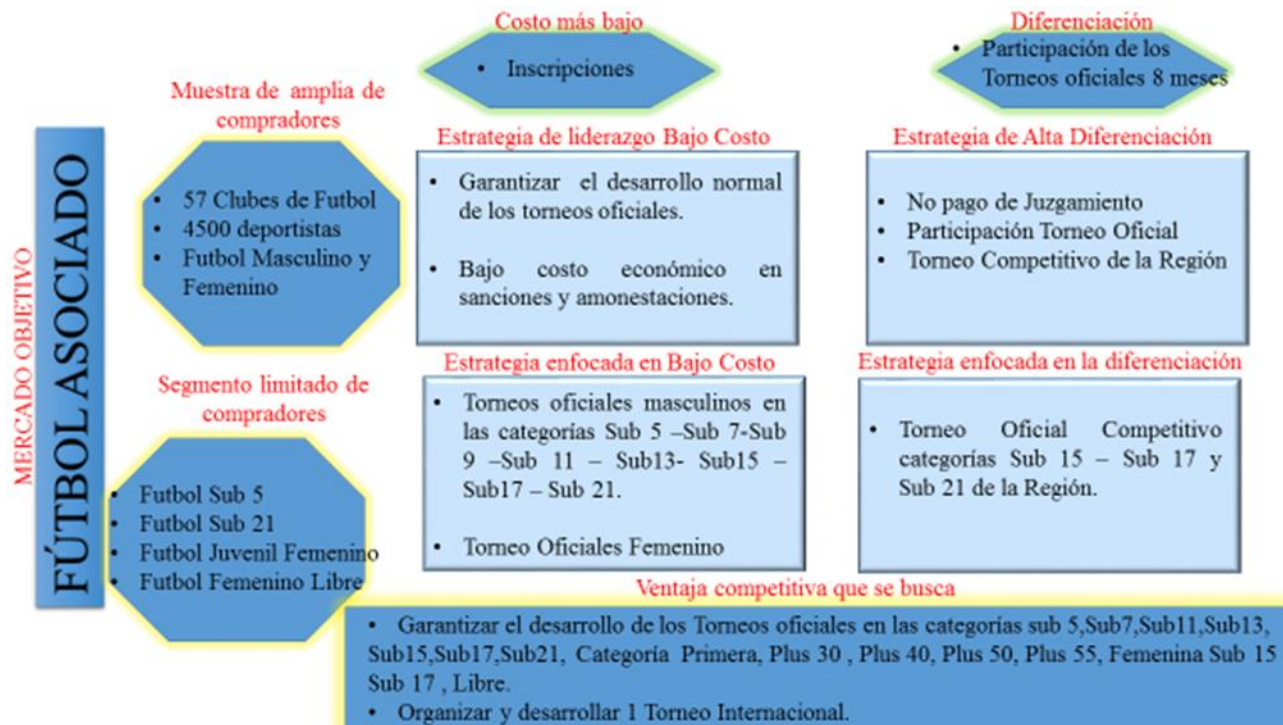 MERCADO OBJETIVO
FÚTBOL ASOCIADO
Costo más bajo
• Inscripciones
Diferenciación
• Participación de los
Torneos oficiales 8 meses
Muestra de amplia de
compradores
• 57 Clubes de Futbol
• 4500 deportistas
• Futbol Masculino y
Femenino
Estrategia de liderazgo Bajo Costo
• Garantizar el desarrollo normal
de los torneos oficiales.
• Bajo costo económico en
sanciones y amonestaciones.
Estrategia de Alta Diferenciación
• No pago de Juzgamiento
• Participación Torneo Oficial
• Torneo Competitivo de la Región
Segmento limitado de
compradores
• Futbol Sub 5
• Futbol Sub 21
• Futbol Juvenil Femenino
• Futbol Femenino Libre
Estrategia enfocada en Bajo Costo
• Torneos oficiales masculinos en
las categorías Sub 5 –Sub 7-Sub
9 –Sub 11 – Sub13- Sub15 –
Sub17 – Sub 21.
• Torneo Oficiales Femenino
Estrategia enfocada en la diferenciación
• Torneo Oficial Competitivo
categorías Sub 15 – Sub 17 y
Sub 21 de la Región.
Ventaja competitiva que se busca
• Garantizar el desarrollo de los Torneos oficiales en las categorías sub 5,Sub7,Sub11,Sub13,
Sub15,Sub17,Sub21, Categoría Primera, Plus 30 , Plus 40, Plus 50, Plus 55, Femenina Sub 15
Sub 17 , Libre.
• Organizar y desarrollar 1 Torneo Internacional.